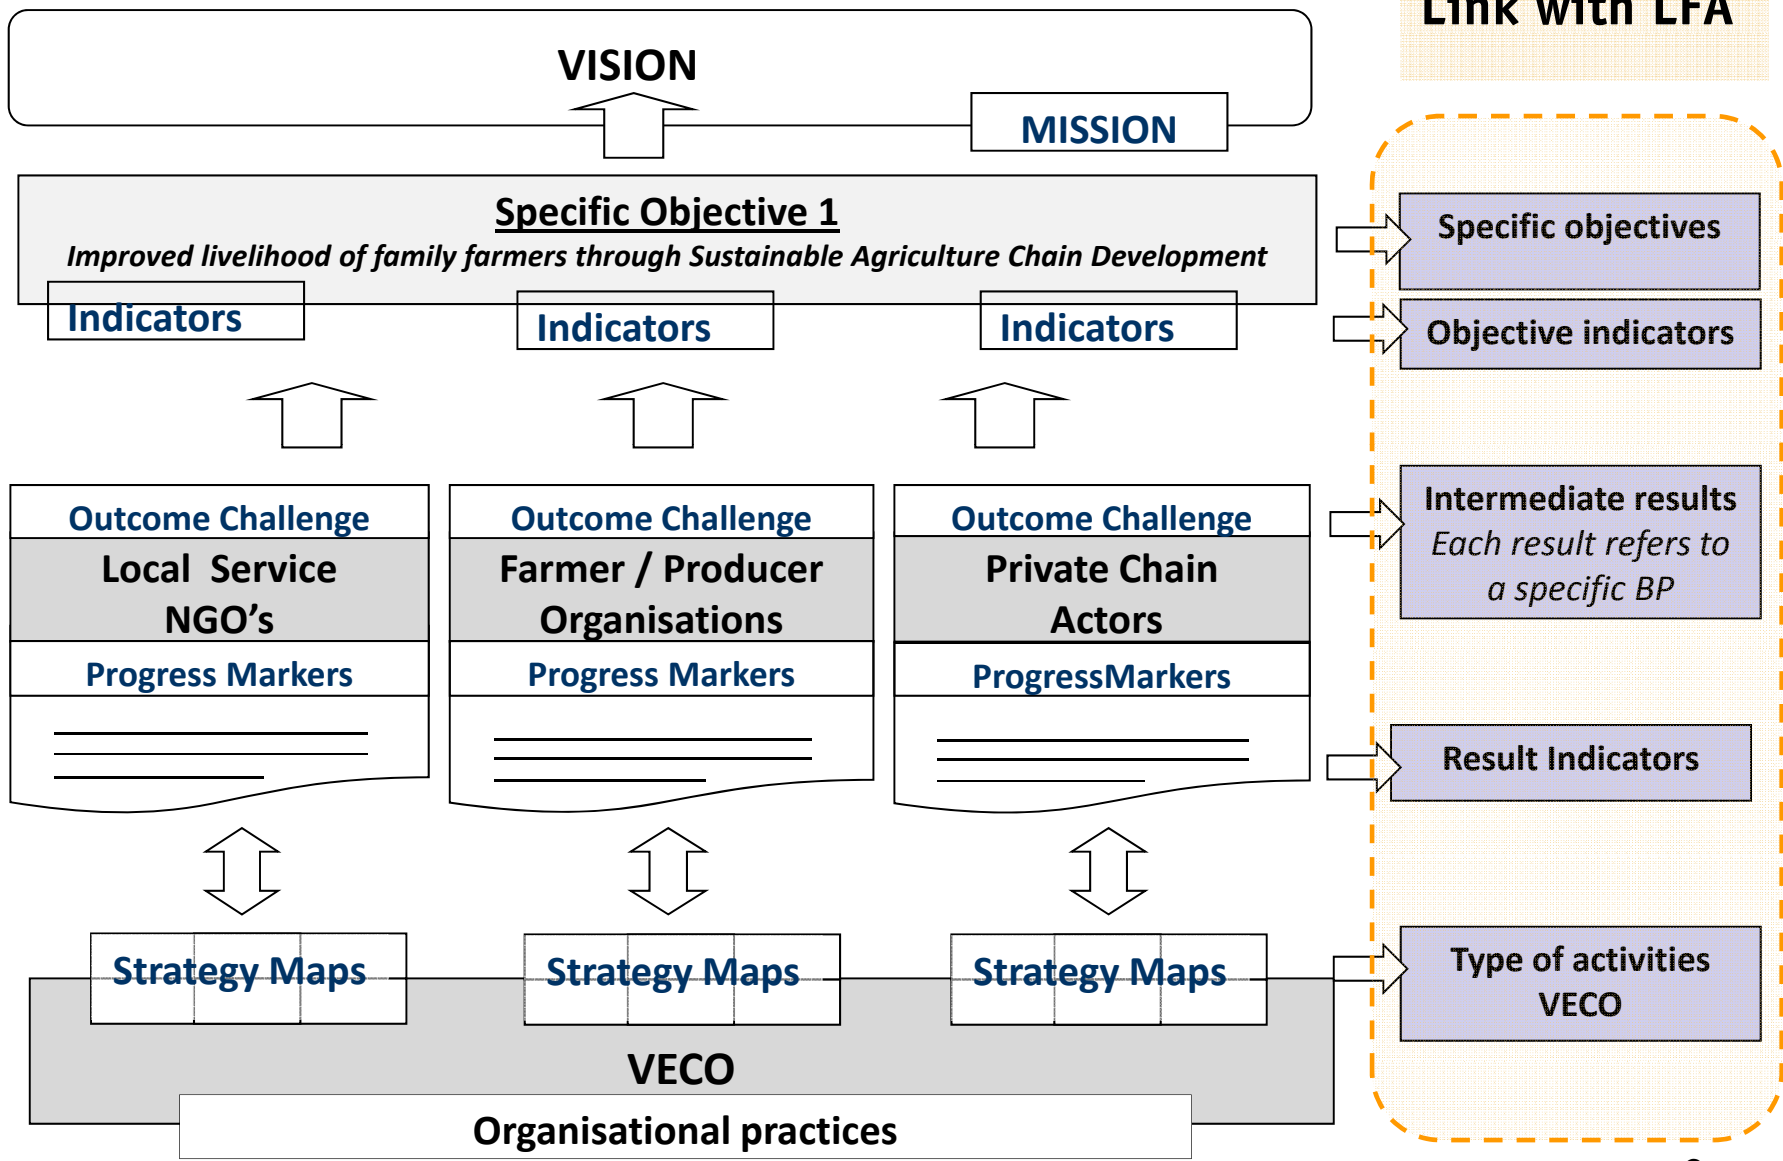 Link with LFA
VISION
MISSION
Specific Objective 1
Improved livelihood of family farmers through Sustainable Agriculture Chain Development
Indicators
Indicators
Indicators
Outcome Challenge
Local Service
NGO’s
Progress Markers
Outcome Challenge
Farmer / Producer
Organisations
Progress Markers
Outcome Challenge
Private Chain
Actors
ProgressMarkers
Strategy Maps
Strategy Maps
Strategy Maps
VECO
Organisational practices
Specific objectives
Objective indicators
Intermediate results
Each result refers to
a specific BP
Result Indicators
Type of activities
VECO